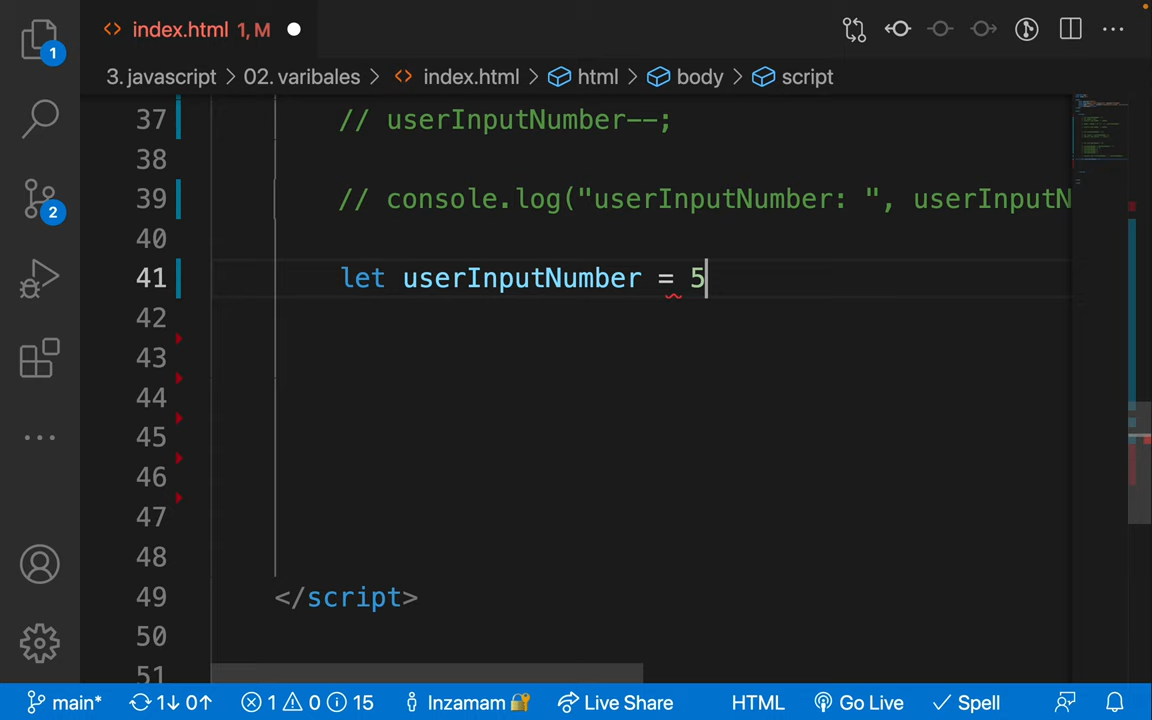 index.html 1, M
3. javascript > 02. varibales > index.html > html > body > script
37 // userInputNumber--;
38
39 // console.log("userInputNumber: ", userInputN
40
41 let userInputNumber = 5
42
43
44
45
46
47
48
49 </script>
50
51
1
2
main* 1↓ 0↑ 1 0 15 Inzamam🔐 Live Share HTML Go Live Spell